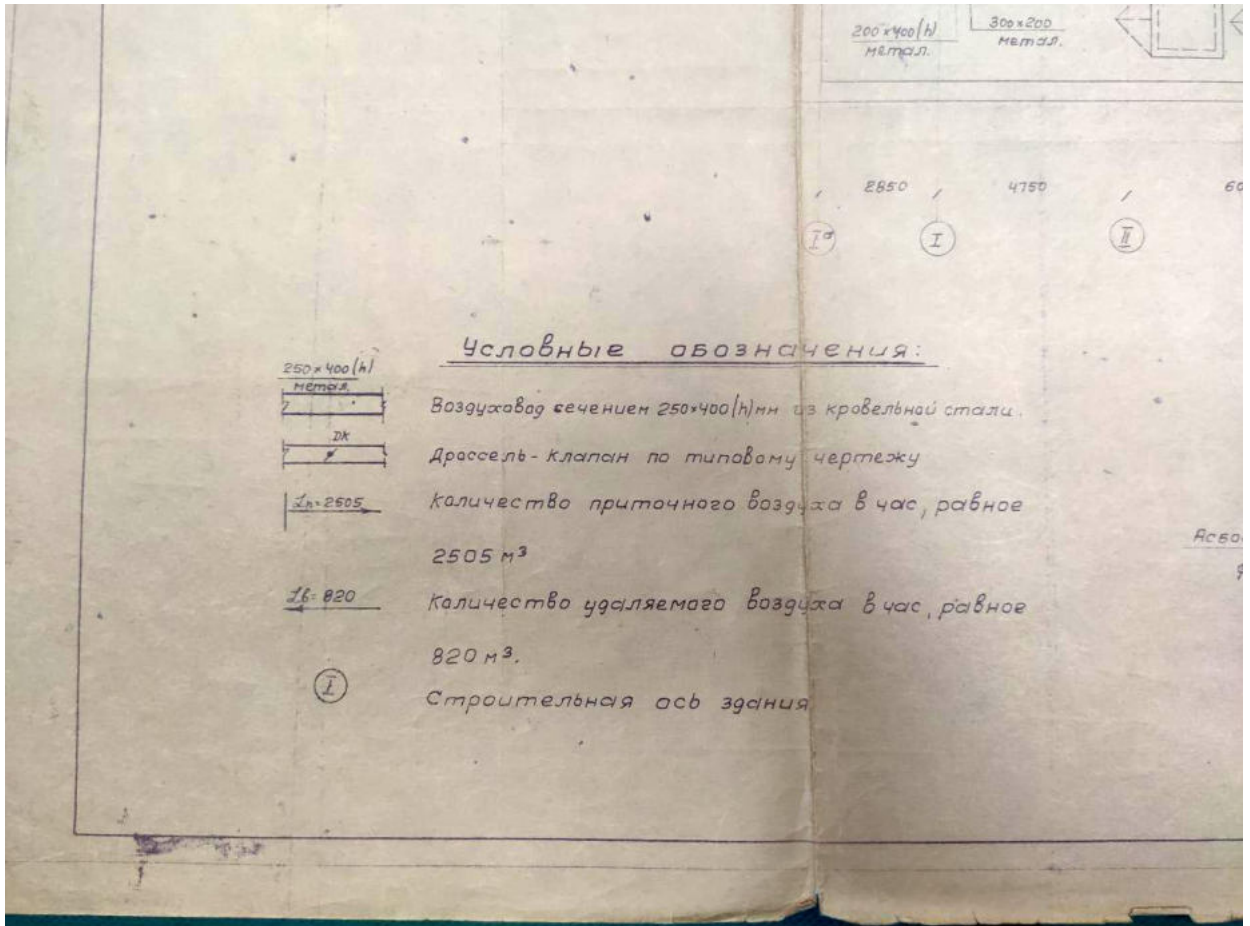 200×400(h)
метал.
300×200
метал.
2850
4750
Iа
I
II
Условные обозначения:
250×400(h)
метал.
Воздуховод сечением 250×400(h)мм из кровельной стали.
ДК
Дроссель-клапан по типовому чертежу
Lп=2505
Количество приточного воздуха в час, равное
2505 м³
Lв=820
Количество удаляемого воздуха в час, равное
820 м³.
I
Строительная ось здания